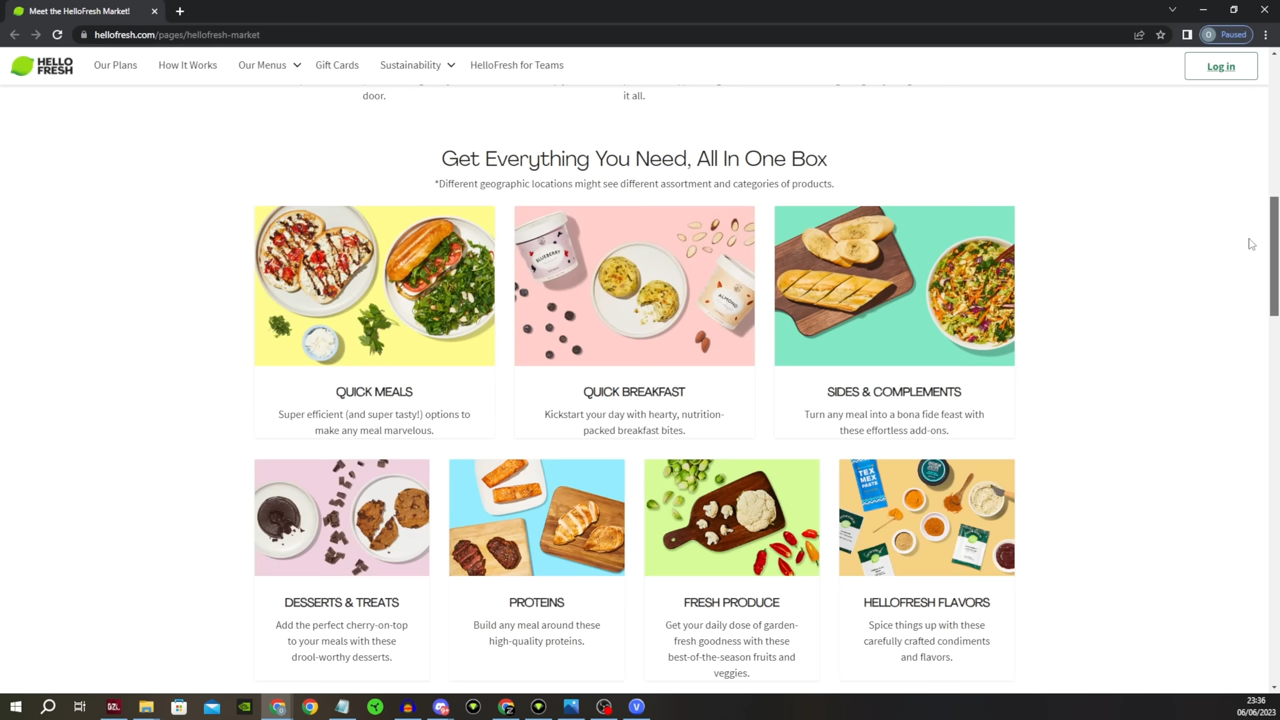 Meet the HelloFresh Market!
hellofresh.com/pages/hellofresh-market
Paused
HELLO
FRESH
Our Plans
How It Works
Our Menus
Gift Cards
Sustainability
HelloFresh for Teams
Log in
door.
it all.
Get Everything You Need, All In One Box
*Different geographic locations might see different assortment and categories of products.
BLUEBERRY
ALMOND
QUICK MEALS
Super efficient (and super tasty!) options to
make any meal marvelous.
QUICK BREAKFAST
Kickstart your day with hearty, nutrition-
packed breakfast bites.
SIDES & COMPLEMENTS
Turn any meal into a bona fide feast with
these effortless add-ons.
TEX
MEX
PASTE
DESSERTS & TREATS
Add the perfect cherry-on-top
to your meals with these
drool-worthy desserts.
PROTEINS
Build any meal around these
high-quality proteins.
FRESH PRODUCE
Get your daily dose of garden-
fresh goodness with these
best-of-the-season fruits and
veggies.
HELLOFRESH FLAVORS
Spice things up with these
carefully crafted condiments
and flavors.
23:36
06/06/2023